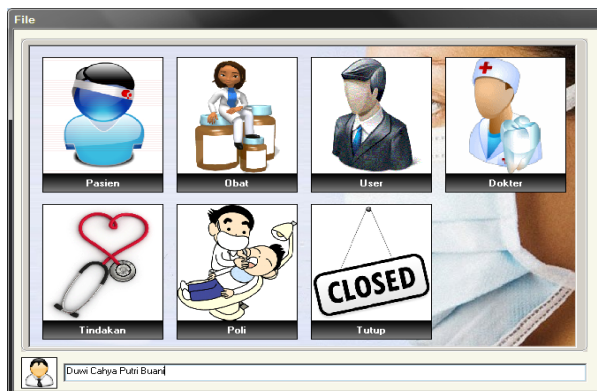 File
Pasien
Obat
User
Dokter
Tindakan
Poli
CLOSED
Tutup
Duwi Cahya Putri Buani